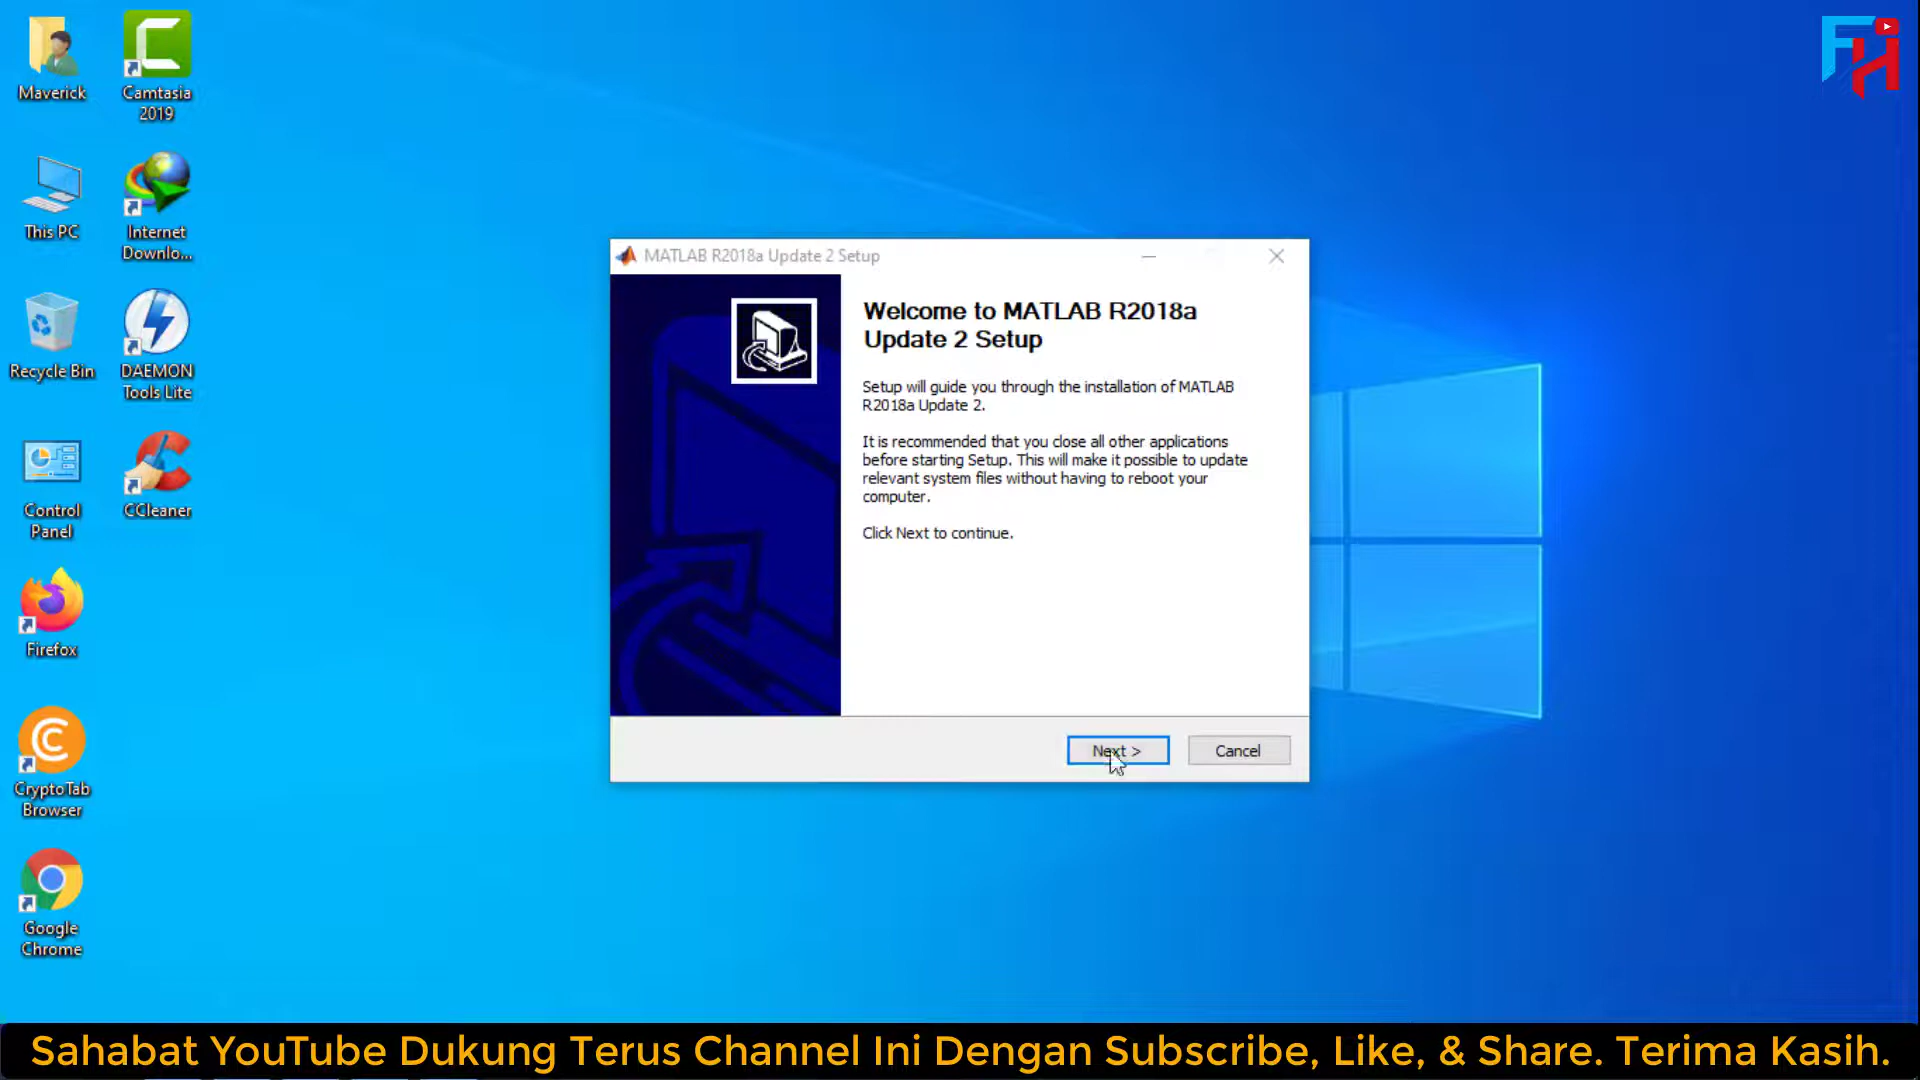 Maverick
Camtasia
2019
This PC
Internet
Downlo...
Recycle Bin
DAEMON
Tools Lite
Control
Panel
CCleaner
Firefox
CryptoTab
Browser
Google
Chrome
FH
MATLAB R2018a Update 2 Setup
Welcome to MATLAB R2018a
Update 2 Setup
Setup will guide you through the installation of MATLAB
R2018a Update 2.
It is recommended that you close all other applications
before starting Setup. This will make it possible to update
relevant system files without having to reboot your
computer.
Click Next to continue.
Next >
Cancel
Sahabat YouTube Dukung Terus Channel Ini Dengan Subscribe, Like, & Share. Terima Kasih.